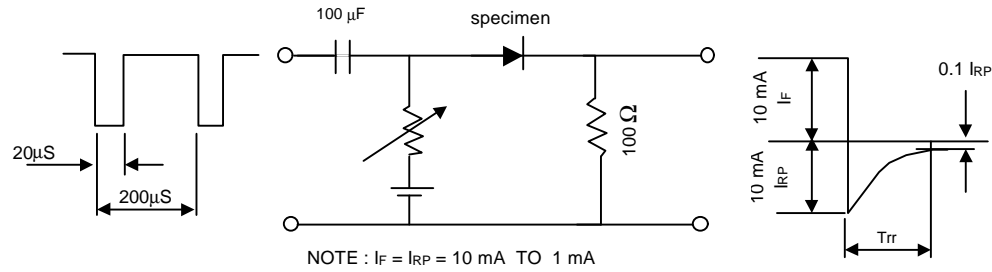 100 µF
specimen
20µS
200µS
100 Ω
10 mA
IF
10 mA
IRP
0.1 IRP
Trr
NOTE : IF = IRP = 10 mA TO 1 mA